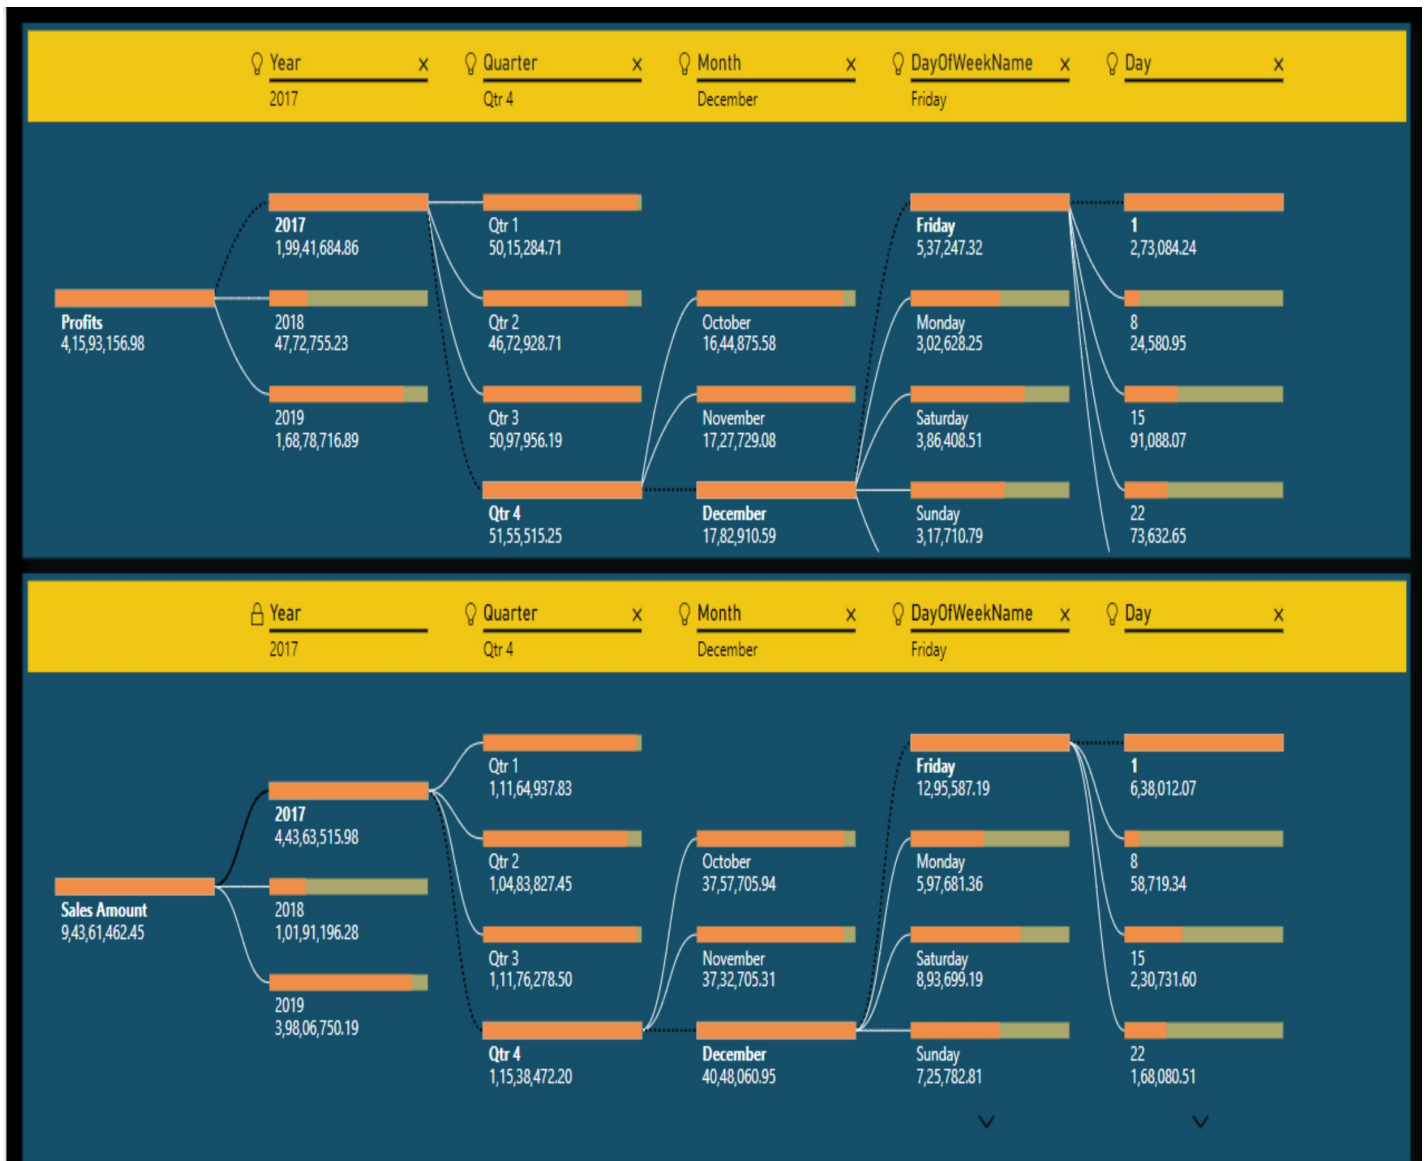 Year × Quarter × Month × DayOfWeekName × Day ×
2017 Qtr 4 December Friday
2017
1,99,41,684.86
Qtr 1
50,15,284.71
Friday
5,37,247.32
1
2,73,084.24
Profits
4,15,93,156.98
2018
47,72,755.23
Qtr 2
46,72,928.71
October
16,44,875.58
Monday
3,02,628.25
8
24,580.95
2019
1,68,78,716.89
Qtr 3
50,97,956.19
November
17,27,729.08
Saturday
3,86,408.51
15
91,088.07
Qtr 4
51,55,515.25
December
17,82,910.59
Sunday
3,17,710.79
22
73,632.65
Year Quarter × Month × DayOfWeekName × Day ×
2017 Qtr 4 December Friday
Qtr 1
1,11,64,937.83
Friday
12,95,587.19
1
6,38,012.07
2017
4,43,63,515.98
Qtr 2
1,04,83,827.45
October
37,57,705.94
Monday
5,97,681.36
8
58,719.34
Sales Amount
9,43,61,462.45
2018
1,01,91,196.28
Qtr 3
1,11,76,278.50
November
37,32,705.31
Saturday
8,93,699.19
15
2,30,731.60
2019
3,98,06,750.19
Qtr 4
1,15,38,472.20
December
40,48,060.95
Sunday
7,25,782.81
22
1,68,080.51